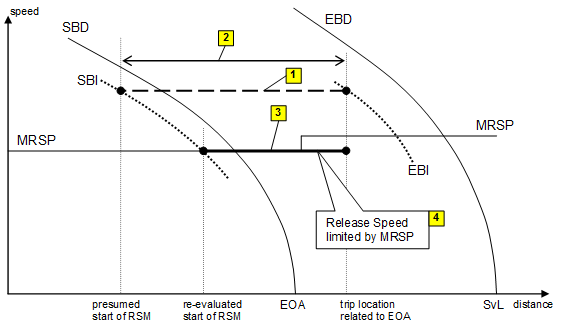 speed
SBD
EBD
2
SBI
1
3
MRSP
MRSP
EBI
4
Release Speed
limited by MRSP
presumed
start of RSM
re-evaluated
start of RSM
EOA
trip location
related to EOA
SvL
distance